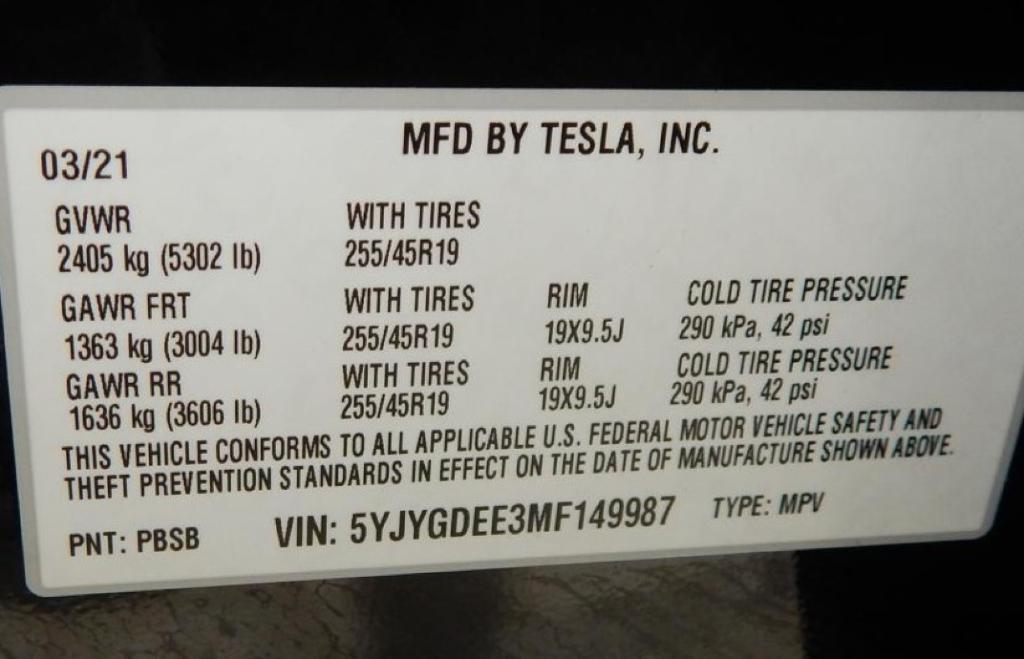 MFD BY TESLA, INC.
03/21
GVWR WITH TIRES
2405 kg (5302 lb) 255/45R19
GAWR FRT WITH TIRES RIM COLD TIRE PRESSURE
1363 kg (3004 lb) 255/45R19 19X9.5J 290 kPa, 42 psi
GAWR RR WITH TIRES RIM COLD TIRE PRESSURE
1636 kg (3606 lb) 255/45R19 19X9.5J 290 kPa, 42 psi
THIS VEHICLE CONFORMS TO ALL APPLICABLE U.S. FEDERAL MOTOR VEHICLE SAFETY AND
THEFT PREVENTION STANDARDS IN EFFECT ON THE DATE OF MANUFACTURE SHOWN ABOVE.
PNT: PBSB VIN: 5YJYGDEE3MF149987 TYPE: MPV